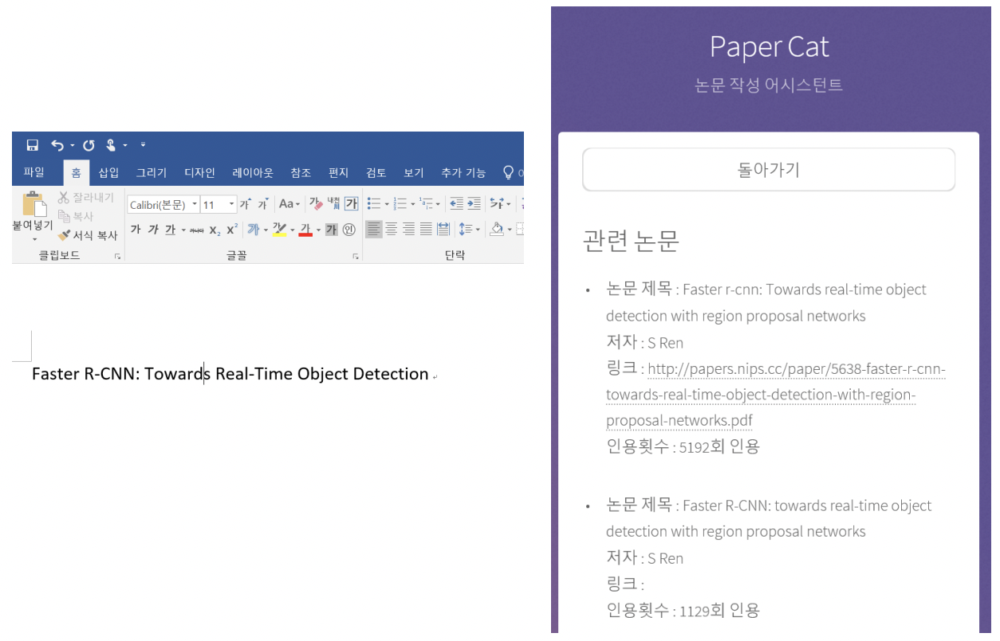 파일 홈 삽입 그리기 디자인 레이아웃 참조 편지 검토 보기 추가 기능
잘라내기
복사
붙여넣기 서식 복사
클립보드
Calibri(본문) 11 가 가 Aa 가 내천 川 가
가 가 가 가나다 X₂ X² 가 가 가 가 인
글꼴
단락
Faster R-CNN: Towards Real-Time Object Detection
Paper Cat
논문 작성 어시스턴트
돌아가기
관련 논문
• 논문 제목 : Faster r-cnn: Towards real-time object
detection with region proposal networks
저자 : S Ren
링크 : http://papers.nips.cc/paper/5638-faster-r-cnn-
towards-real-time-object-detection-with-region-
proposal-networks.pdf
인용횟수 : 5192회 인용
• 논문 제목 : Faster R-CNN: towards real-time object
detection with region proposal networks
저자 : S Ren
링크 :
인용횟수 : 1129회 인용